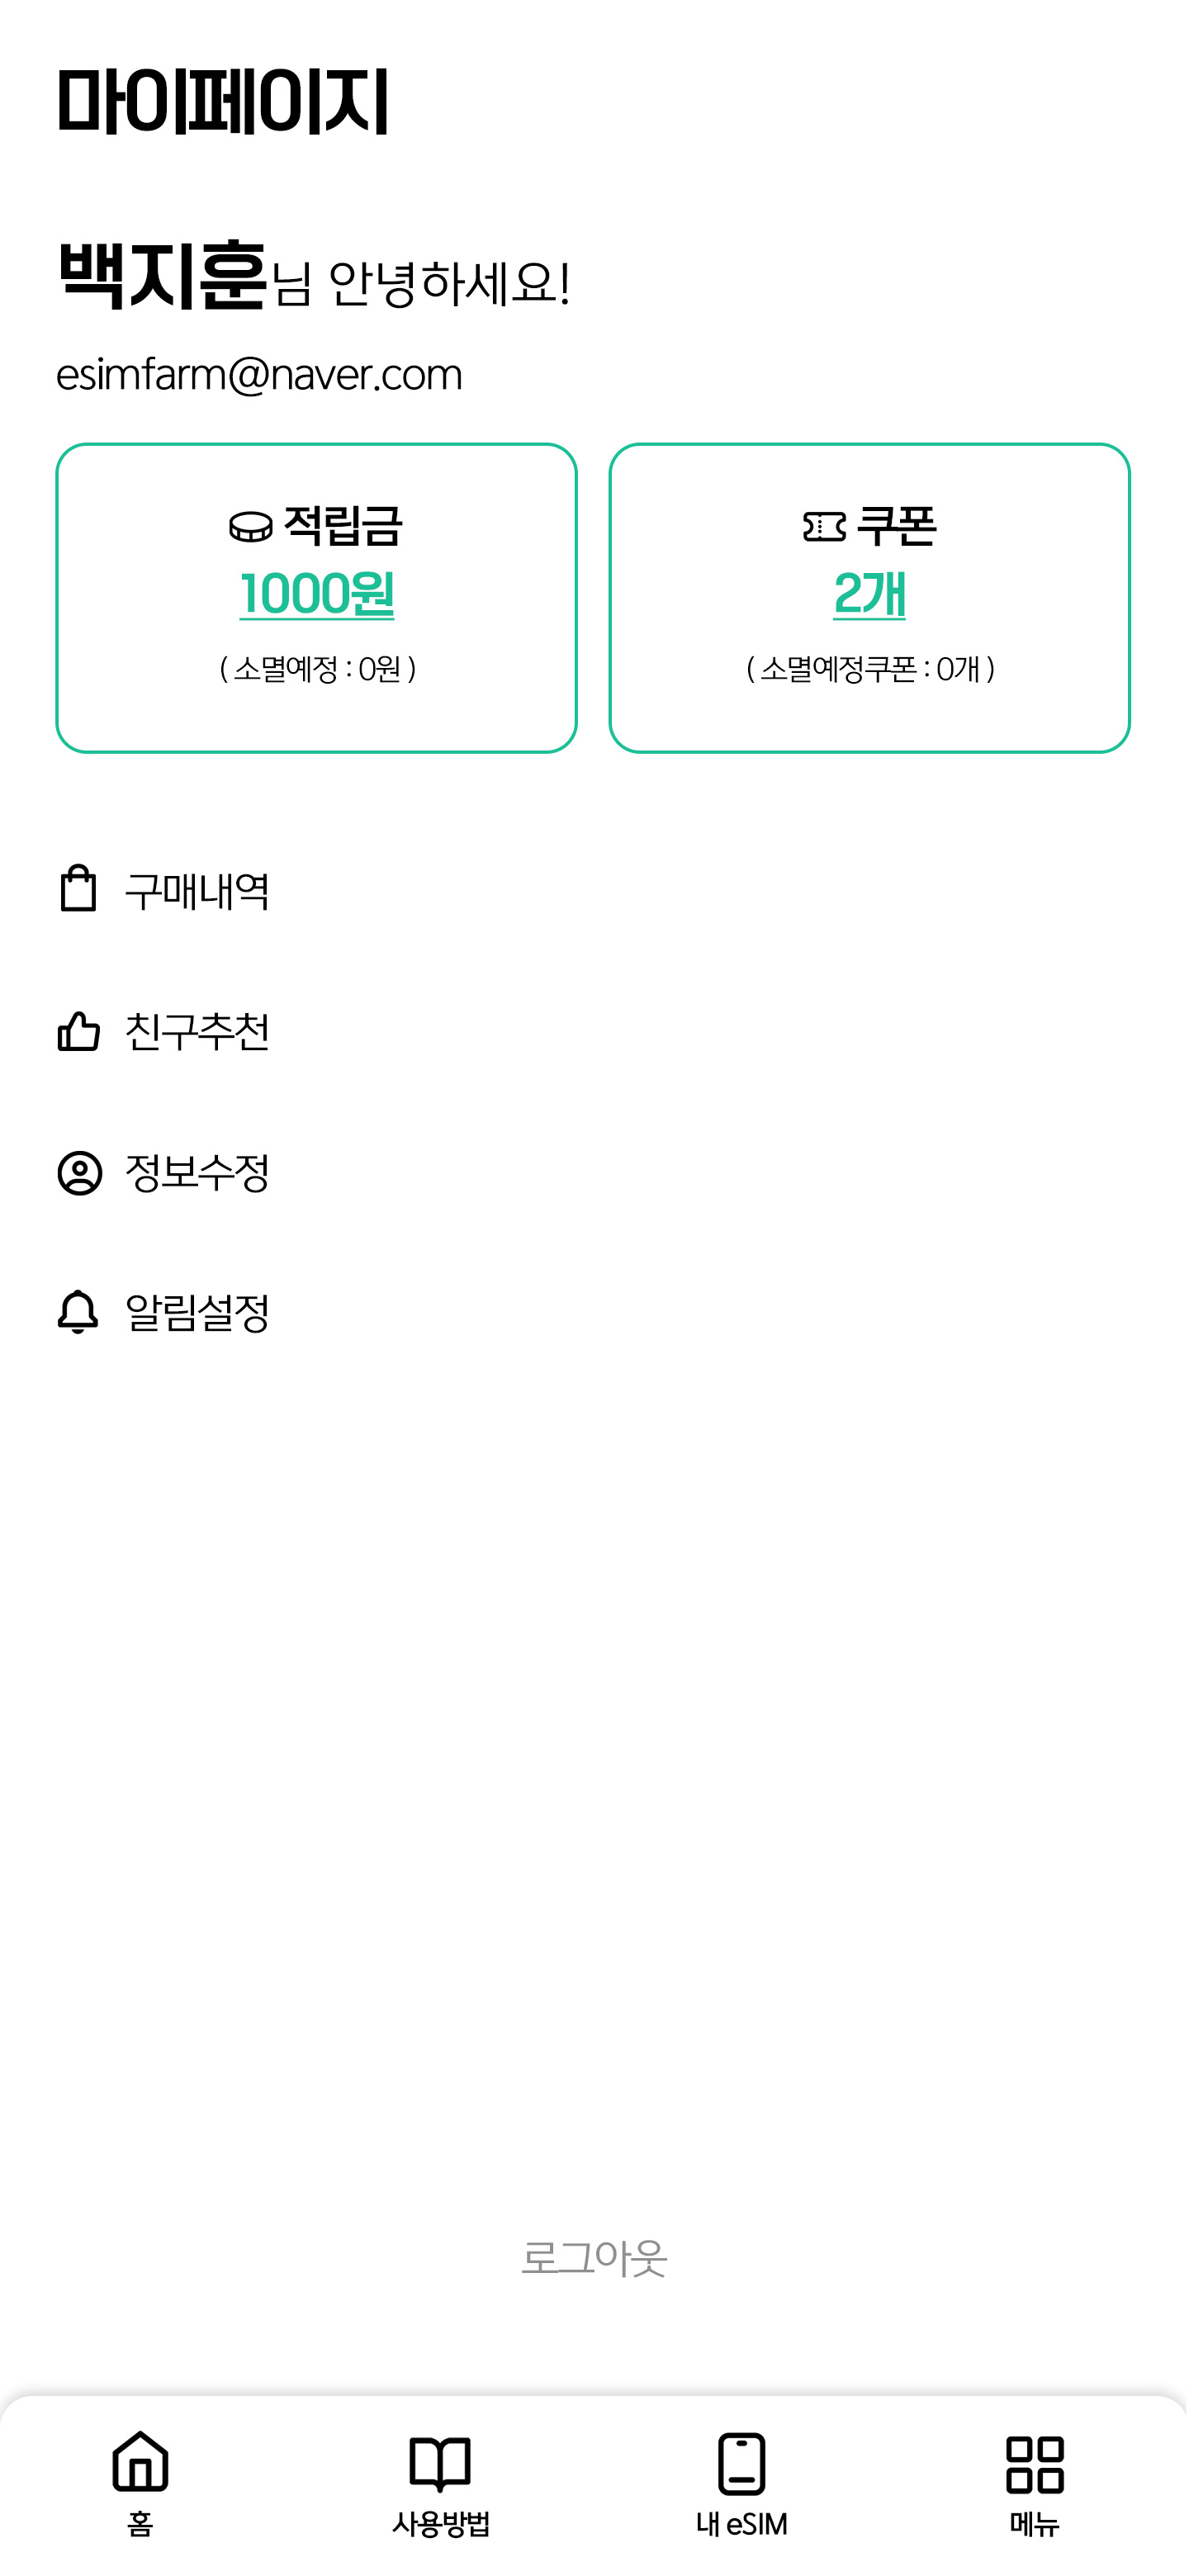 마이페이지
백지훈님 안녕하세요!
esimfarm@naver.com
적립금
1000원
( 소멸예정 : 0원 )
쿠폰
2개
( 소멸예정쿠폰 : 0개 )
구매내역
친구추천
정보수정
알림설정
로그아웃
홈
사용방법
내 eSIM
메뉴